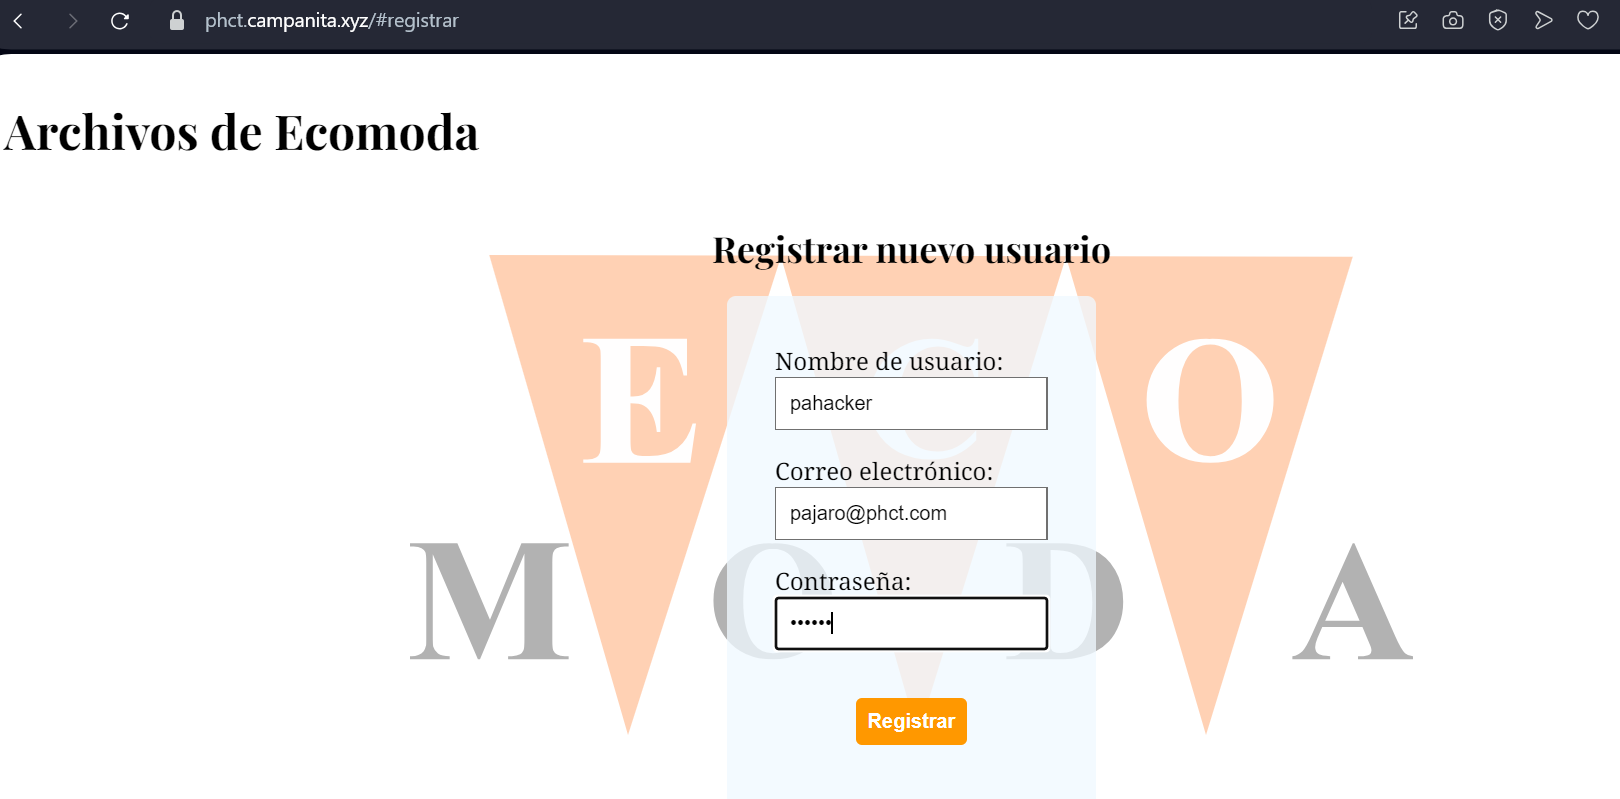 phct.campanita.xyz/#registrar
Archivos de Ecomoda
Registrar nuevo usuario
E C O
Nombre de usuario:
pahacker
Correo electrónico:
pajaro@phct.com
M O D A
Contraseña:
••••••
Registrar